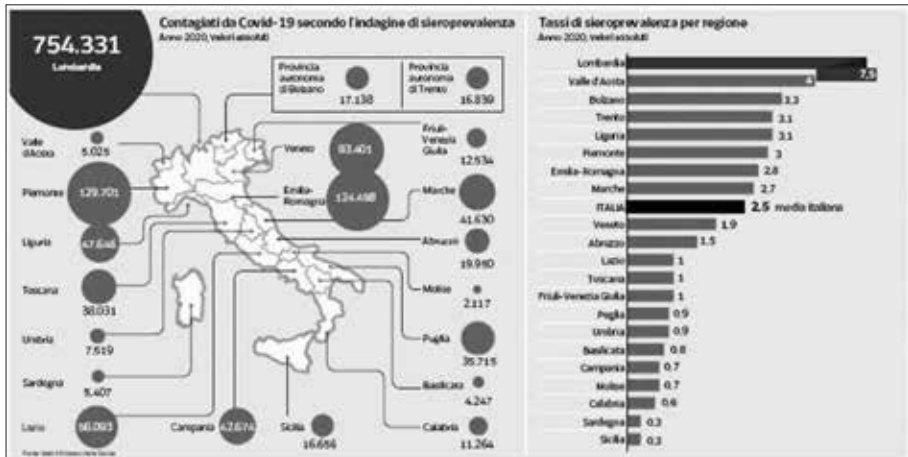 Contagiati da Covid-19 secondo l'indagine di sieroprevalenza
Anno 2020, valori assoluti
754.331
Lombardia
Provincia
autonomia
di Bolzano
17.138
Provincia
autonomia
di Trento
16.839
Valle
d'Aosta
5.025
Veneto
93.401
Friuli-
Venezia
Giulia
12.534
Piemonte
129.701
Emilia-
Romagna
124.498
Marche
41.630
Liguria
47.646
Abruzzo
19.960
Toscana
38.031
Molise
2.117
Umbria
7.519
Puglia
35.715
Sardegna
5.407
Basilicata
4.247
Lazio
56.093
Campania
42.674
Sicilia
16.656
Calabria
11.264
Tassi di sieroprevalenza per regione
Anno 2020, valori assoluti
Lombardia 7,5
Valle d'Aosta 4
Bolzano 3.3
Trento 3.1
Liguria 3.1
Piemonte 3
Emilia-Romagna 2.8
Marche 2.7
ITALIA 2.5 media italiana
Veneto 1.9
Abruzzo 1.5
Lazio 1
Toscana 1
Friuli-Venezia Giulia 1
Puglia 0.9
Umbria 0.9
Basilicata 0.8
Campania 0.7
Molise 0.7
Calabria 0.6
Sardegna 0.3
Sicilia 0.3